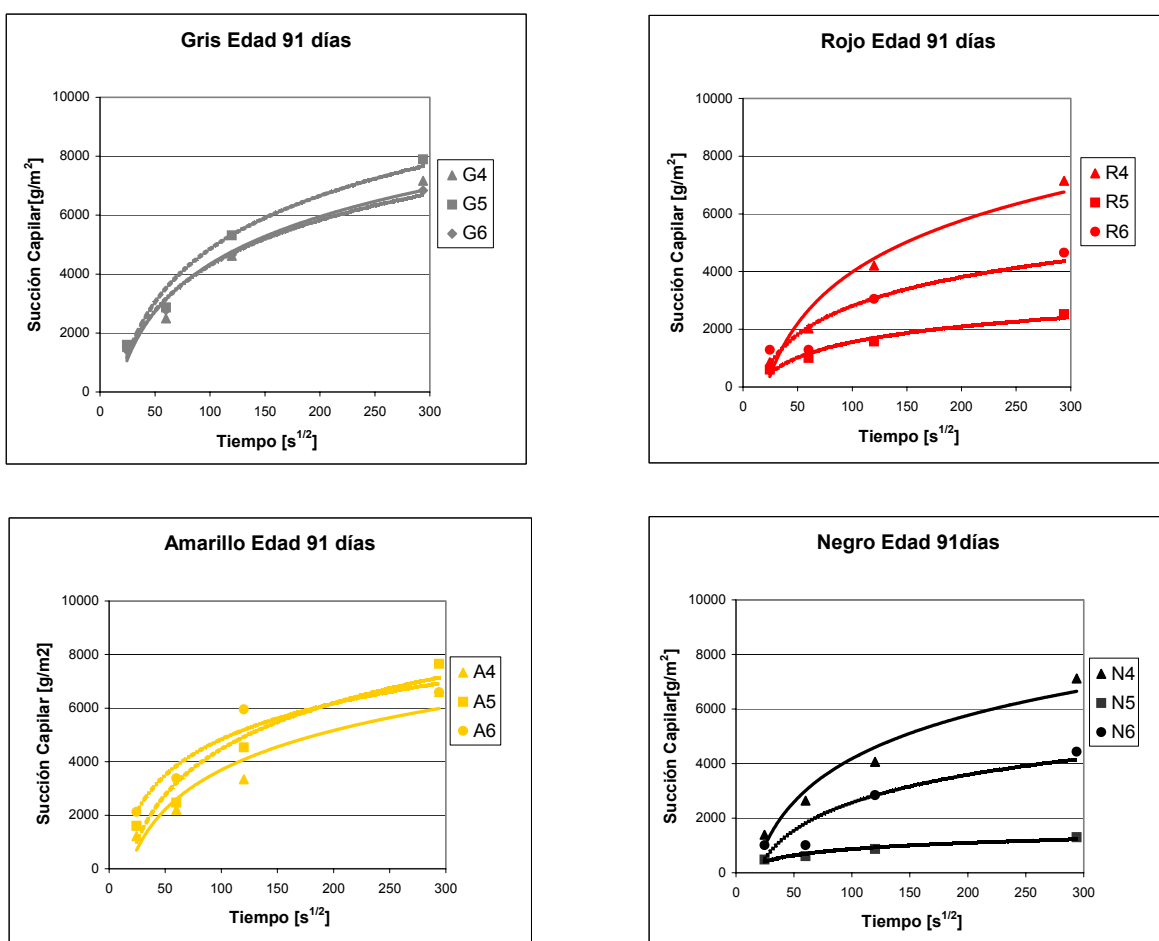 Gris Edad 91 días
10000
8000
6000
4000
2000
0
Succión Capilar[g/m²]
0 50 100 150 200 250 300
Tiempo [s^1/2]
G4
G5
G6
Rojo Edad 91 días
10000
8000
6000
4000
2000
0
Succión Capilar [g/m²]
0 50 100 150 200 250 300
Tiempo [s^1/2]
R4
R5
R6
Amarillo Edad 91 días
10000
8000
6000
4000
2000
0
Succión Capilar [g/m2]
0 50 100 150 200 250 300
Tiempo [s^1/2]
A4
A5
A6
Negro Edad 91días
10000
8000
6000
4000
2000
0
Succión Capilar[g/m²]
0 50 100 150 200 250 300
Tiempo [s^1/2]
N4
N5
N6